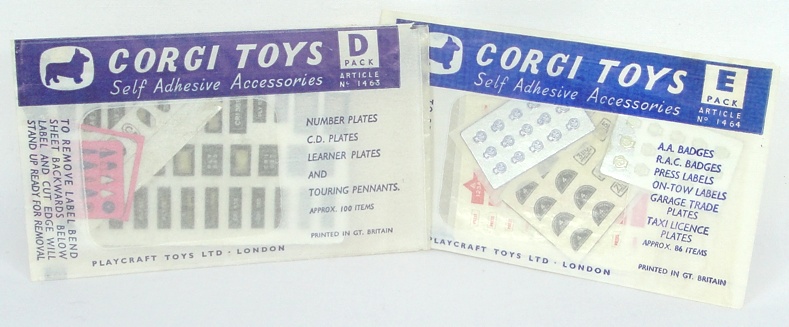 CORGI TOYS
Self Adhesive Accessories
D
PACK
ARTICLE
No 1463
TO REMOVE LABEL-BEND
SHEET BACKWARDS BELOW
LABEL AND CUT EDGE WILL
STAND UP READY FOR REMOVAL
NUMBER PLATES
C.D. PLATES
LEARNER PLATES
AND
TOURING PENNANTS.
APPROX. 100 ITEMS
PRINTED IN GT. BRITAIN
PLAYCRAFT TOYS LTD · LONDON
CORGI TOYS
Self Adhesive Accessories
E
PACK
ARTICLE
No 1464
A.A. BADGES
R.A.C. BADGES
PRESS LABELS
ON-TOW LABELS
GARAGE TRADE
PLATES
TAXI LICENCE
PLATES
APPROX. 86 ITEMS
PRINTED IN GT. BRITAIN
PLAYCRAFT TOYS LTD · LONDON